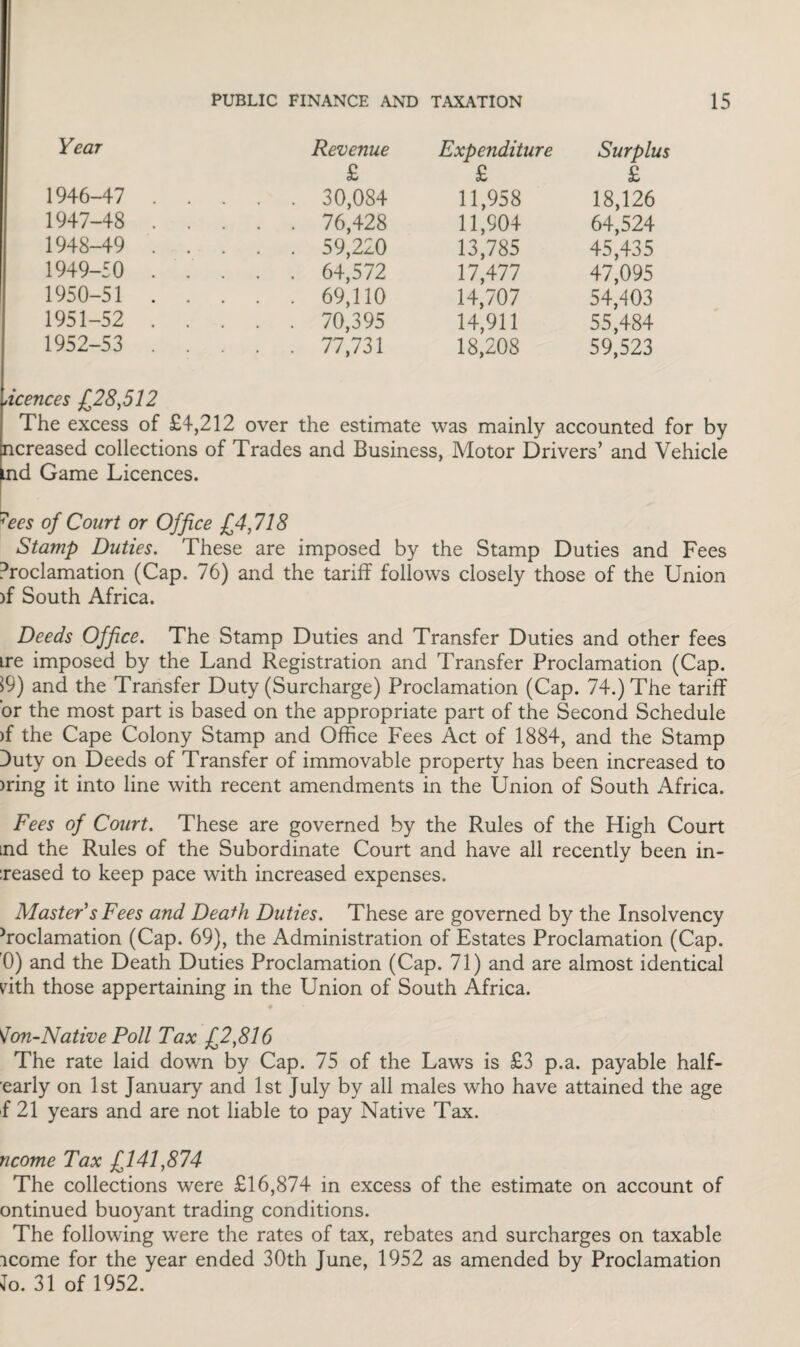 PUBLIC FINANCE AND TAXATION 15
Year Revenue Expenditure Surplus
£ £ £
1946-47 . . . . . 30,084 11,958 18,126
1947-48 . . . . . 76,428 11,904 64,524
1948-49 . . . . . 59,220 13,785 45,435
1949-50 . . . . . 64,572 17,477 47,095
1950-51 . . . . . 69,110 14,707 54,403
1951-52 . . . . . 70,395 14,911 55,484
1952-53 . . . . . 77,731 18,208 59,523
icences £28,512
The excess of £4,212 over the estimate was mainly accounted for by
ncreased collections of Trades and Business, Motor Drivers' and Vehicle
nd Game Licences.
ees of Court or Office £4,718
Stamp Duties. These are imposed by the Stamp Duties and Fees
Proclamation (Cap. 76) and the tariff follows closely those of the Union
of South Africa.
Deeds Office. The Stamp Duties and Transfer Duties and other fees
re imposed by the Land Registration and Transfer Proclamation (Cap.
9) and the Transfer Duty (Surcharge) Proclamation (Cap. 74.) The tariff
or the most part is based on the appropriate part of the Second Schedule
of the Cape Colony Stamp and Office Fees Act of 1884, and the Stamp
Duty on Deeds of Transfer of immovable property has been increased to
ring it into line with recent amendments in the Union of South Africa.
Fees of Court. These are governed by the Rules of the High Court
nd the Rules of the Subordinate Court and have all recently been in-
reased to keep pace with increased expenses.
Master's Fees and Death Duties. These are governed by the Insolvency
Proclamation (Cap. 69), the Administration of Estates Proclamation (Cap.
0) and the Death Duties Proclamation (Cap. 71) and are almost identical
with those appertaining in the Union of South Africa.
Non-Native Poll Tax £2,816
The rate laid down by Cap. 75 of the Laws is £3 p.a. payable half-
early on 1st January and 1st July by all males who have attained the age
f 21 years and are not liable to pay Native Tax.
ncome Tax £141,874
The collections were £16,874 in excess of the estimate on account of
ontinued buoyant trading conditions.
The following were the rates of tax, rebates and surcharges on taxable
ncome for the year ended 30th June, 1952 as amended by Proclamation
No. 31 of 1952.